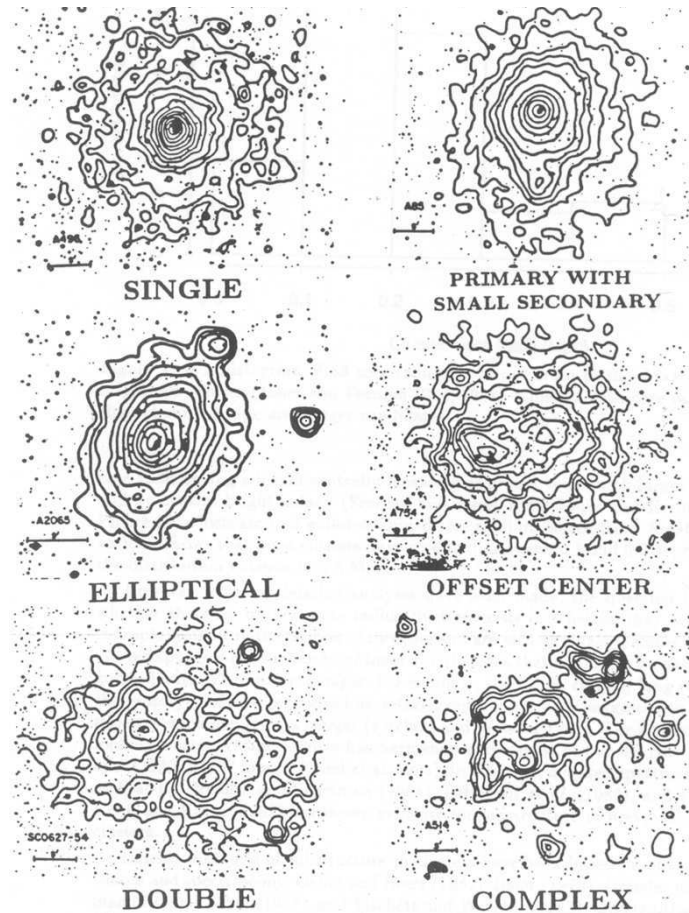 A496
A85
SINGLE
PRIMARY WITH
SMALL SECONDARY
A2065
A754
ELLIPTICAL
OFFSET CENTER
SC0627-54
A514
DOUBLE
COMPLEX